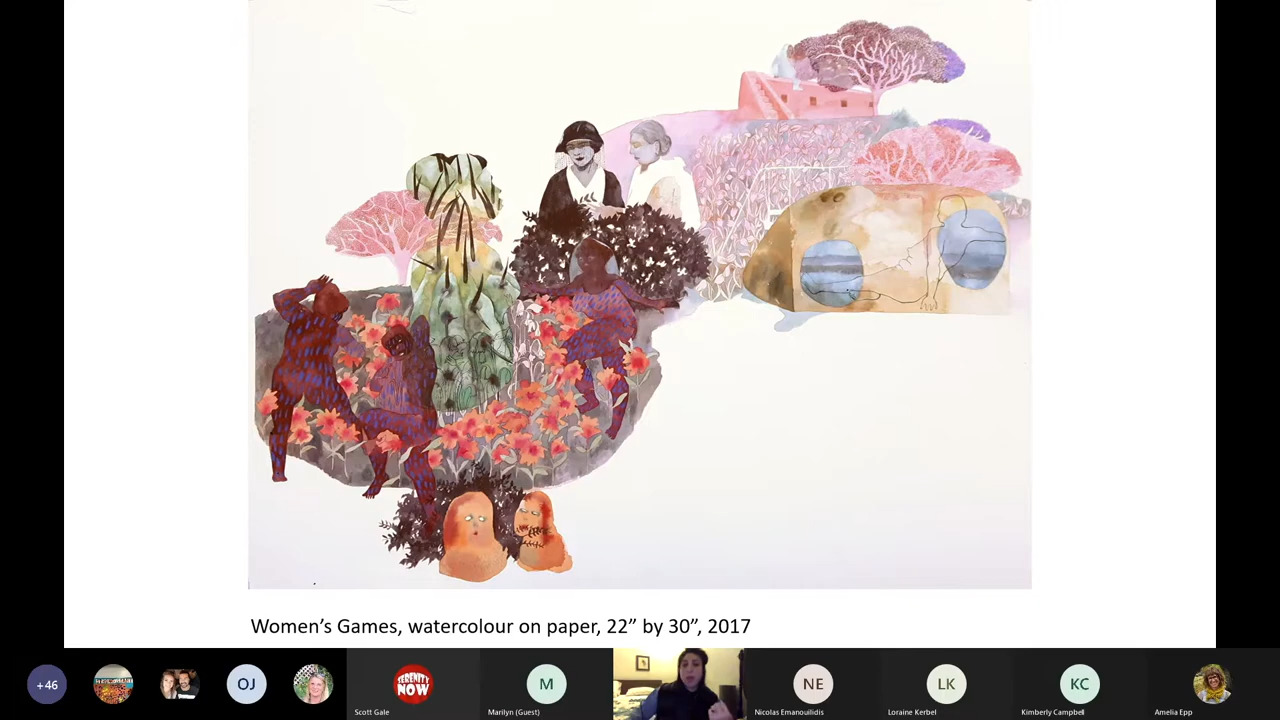 Women’s Games, watercolour on paper, 22” by 30”, 2017
+46
OJ
SERENITY
NOW
Scott Gale
M
Marilyn (Guest)
NE
Nicolas Emanouilidis
LK
Loraine Kerbel
KC
Kimberly Campbell
Amelia Epp